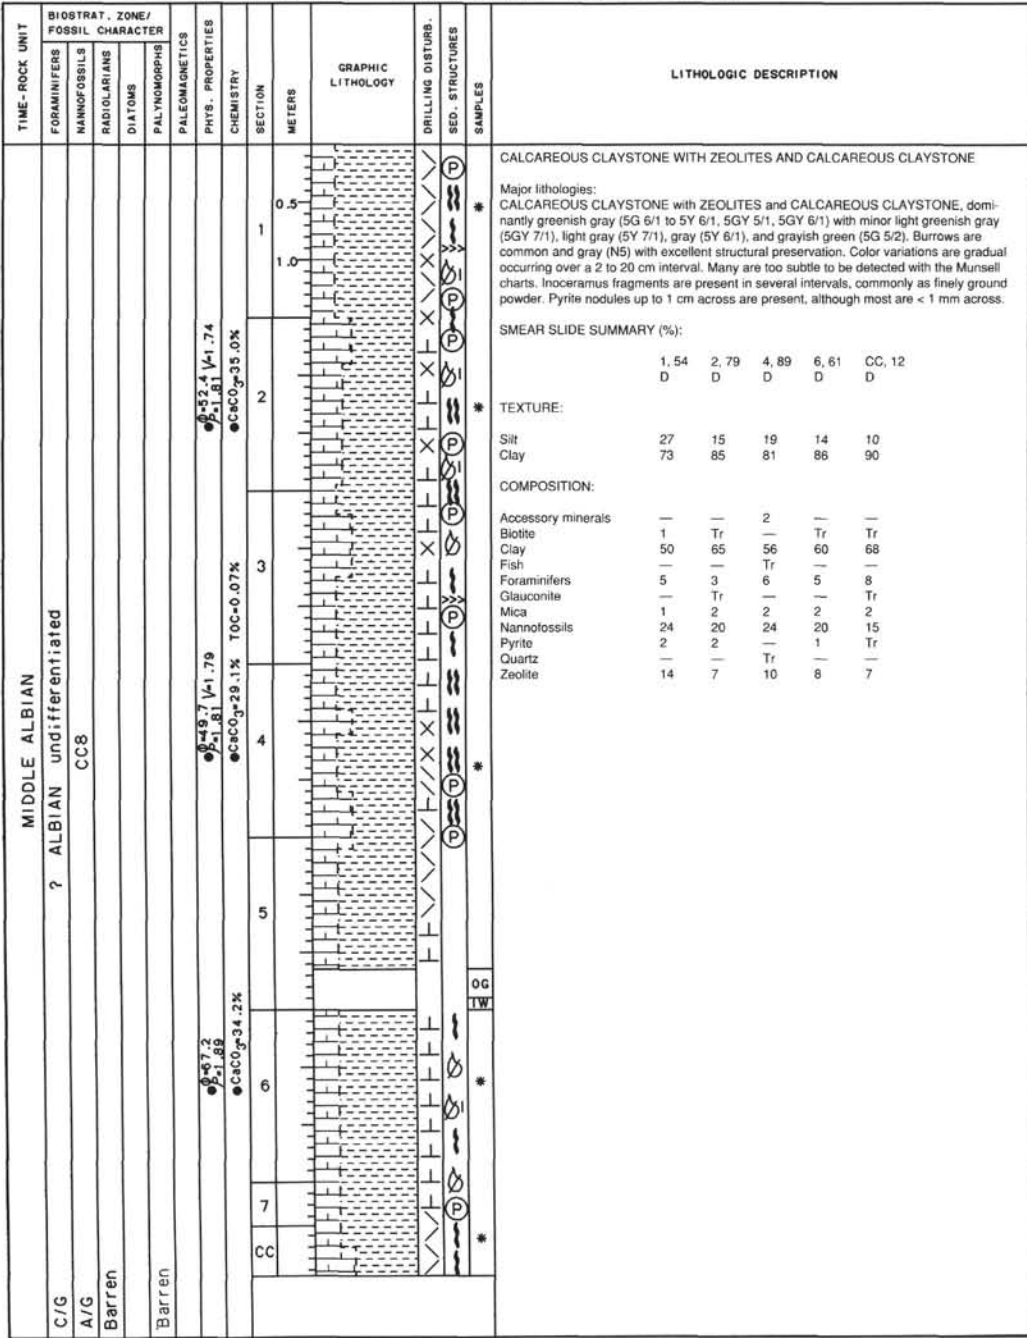 TIME-ROCK UNIT
BIOSTRAT. ZONE/
FOSSIL CHARACTER
FORAMINIFERS
NANNOFOSSILS
RADIOLARIANS
DIATOMS
PALYNOMORPHS
PALEOMAGNETICS
PHYS. PROPERTIES
CHEMISTRY
SECTION
METERS
GRAPHIC
LITHOLOGY
DRILLING DISTURB.
SED. STRUCTURES
SAMPLES
LITHOLOGIC DESCRIPTION
MIDDLE ALBIAN
? ALBIAN undifferentiated
C/G
CC8
A/G
Barren
Barren
Φ=52.4 V=1.74
ρ=1.81
Φ=49.7 V=1.79
ρ=1.81
Φ=67.2
ρ=1.89
CaCO3=35.0%
CaCO3=29.1% TOC=0.07%
CaCO3=34.2%
1
2
3
4
5
6
7
CC
0.5
1.0
P
P
P
P
P
P
P
P
P
OG
IW
CALCAREOUS CLAYSTONE WITH ZEOLITES AND CALCAREOUS CLAYSTONE
Major lithologies:
CALCAREOUS CLAYSTONE with ZEOLITES and CALCAREOUS CLAYSTONE, domi-
nantly greenish gray (5G 6/1 to 5Y 6/1, 5GY 5/1, 5GY 6/1) with minor light greenish gray
(5GY 7/1), light gray (5Y 7/1), gray (5Y 6/1), and grayish green (5G 5/2). Burrows are
common and gray (N5) with excellent structural preservation. Color variations are gradual
occurring over a 2 to 20 cm interval. Many are too subtle to be detected with the Munsell
charts. Inoceramus fragments are present in several intervals, commonly as finely ground
powder. Pyrite nodules up to 1 cm across are present, although most are < 1 mm across.
SMEAR SLIDE SUMMARY (%):
1, 54 2, 79 4, 89 6, 61 CC, 12
D D D D D
TEXTURE:
Silt 27 15 19 14 10
Clay 73 85 81 86 90
COMPOSITION:
Accessory minerals — — 2 — —
Biotite 1 Tr — Tr Tr
Clay 50 65 56 60 68
Fish — — Tr — —
Foraminifers 5 3 6 5 8
Glauconite — Tr — — Tr
Mica 1 2 2 2 2
Nannofossils 24 20 24 20 15
Pyrite 2 2 — 1 Tr
Quartz — — Tr — —
Zeolite 14 7 10 8 7